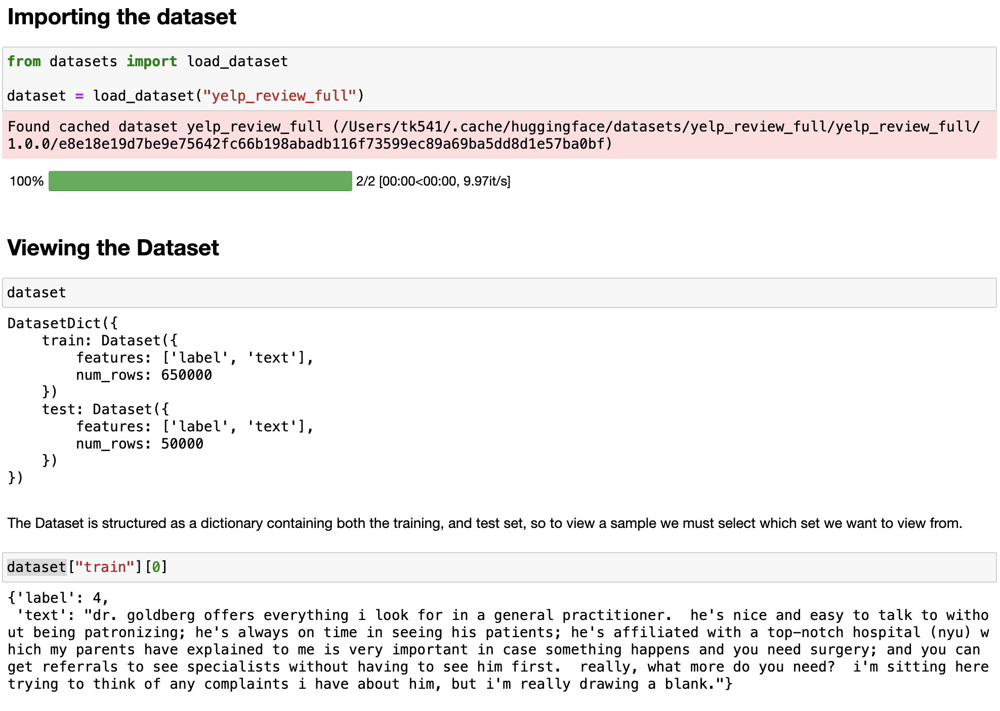 Importing the dataset
from datasets import load_dataset
dataset = load_dataset("yelp_review_full")
Found cached dataset yelp_review_full (/Users/tk541/.cache/huggingface/datasets/yelp_review_full/yelp_review_full/
1.0.0/e8e18e19d7be9e75642fc66b198abadb116f73599ec89a69ba5dd8d1e57ba0bf)
100% 2/2 [00:00<00:00, 9.97it/s]
Viewing the Dataset
dataset
DatasetDict({
    train: Dataset({
        features: ['label', 'text'],
        num_rows: 650000
    })
    test: Dataset({
        features: ['label', 'text'],
        num_rows: 50000
    })
})
The Dataset is structured as a dictionary containing both the training, and test set, so to view a sample we must select which set we want to view from.
dataset["train"][0]
{'label': 4,
 'text': "dr. goldberg offers everything i look for in a general practitioner.  he's nice and easy to talk to witho
ut being patronizing; he's always on time in seeing his patients; he's affiliated with a top-notch hospital (nyu) w
hich my parents have explained to me is very important in case something happens and you need surgery; and you can
get referrals to see specialists without having to see him first.  really, what more do you need?  i'm sitting here
trying to think of any complaints i have about him, but i'm really drawing a blank."}